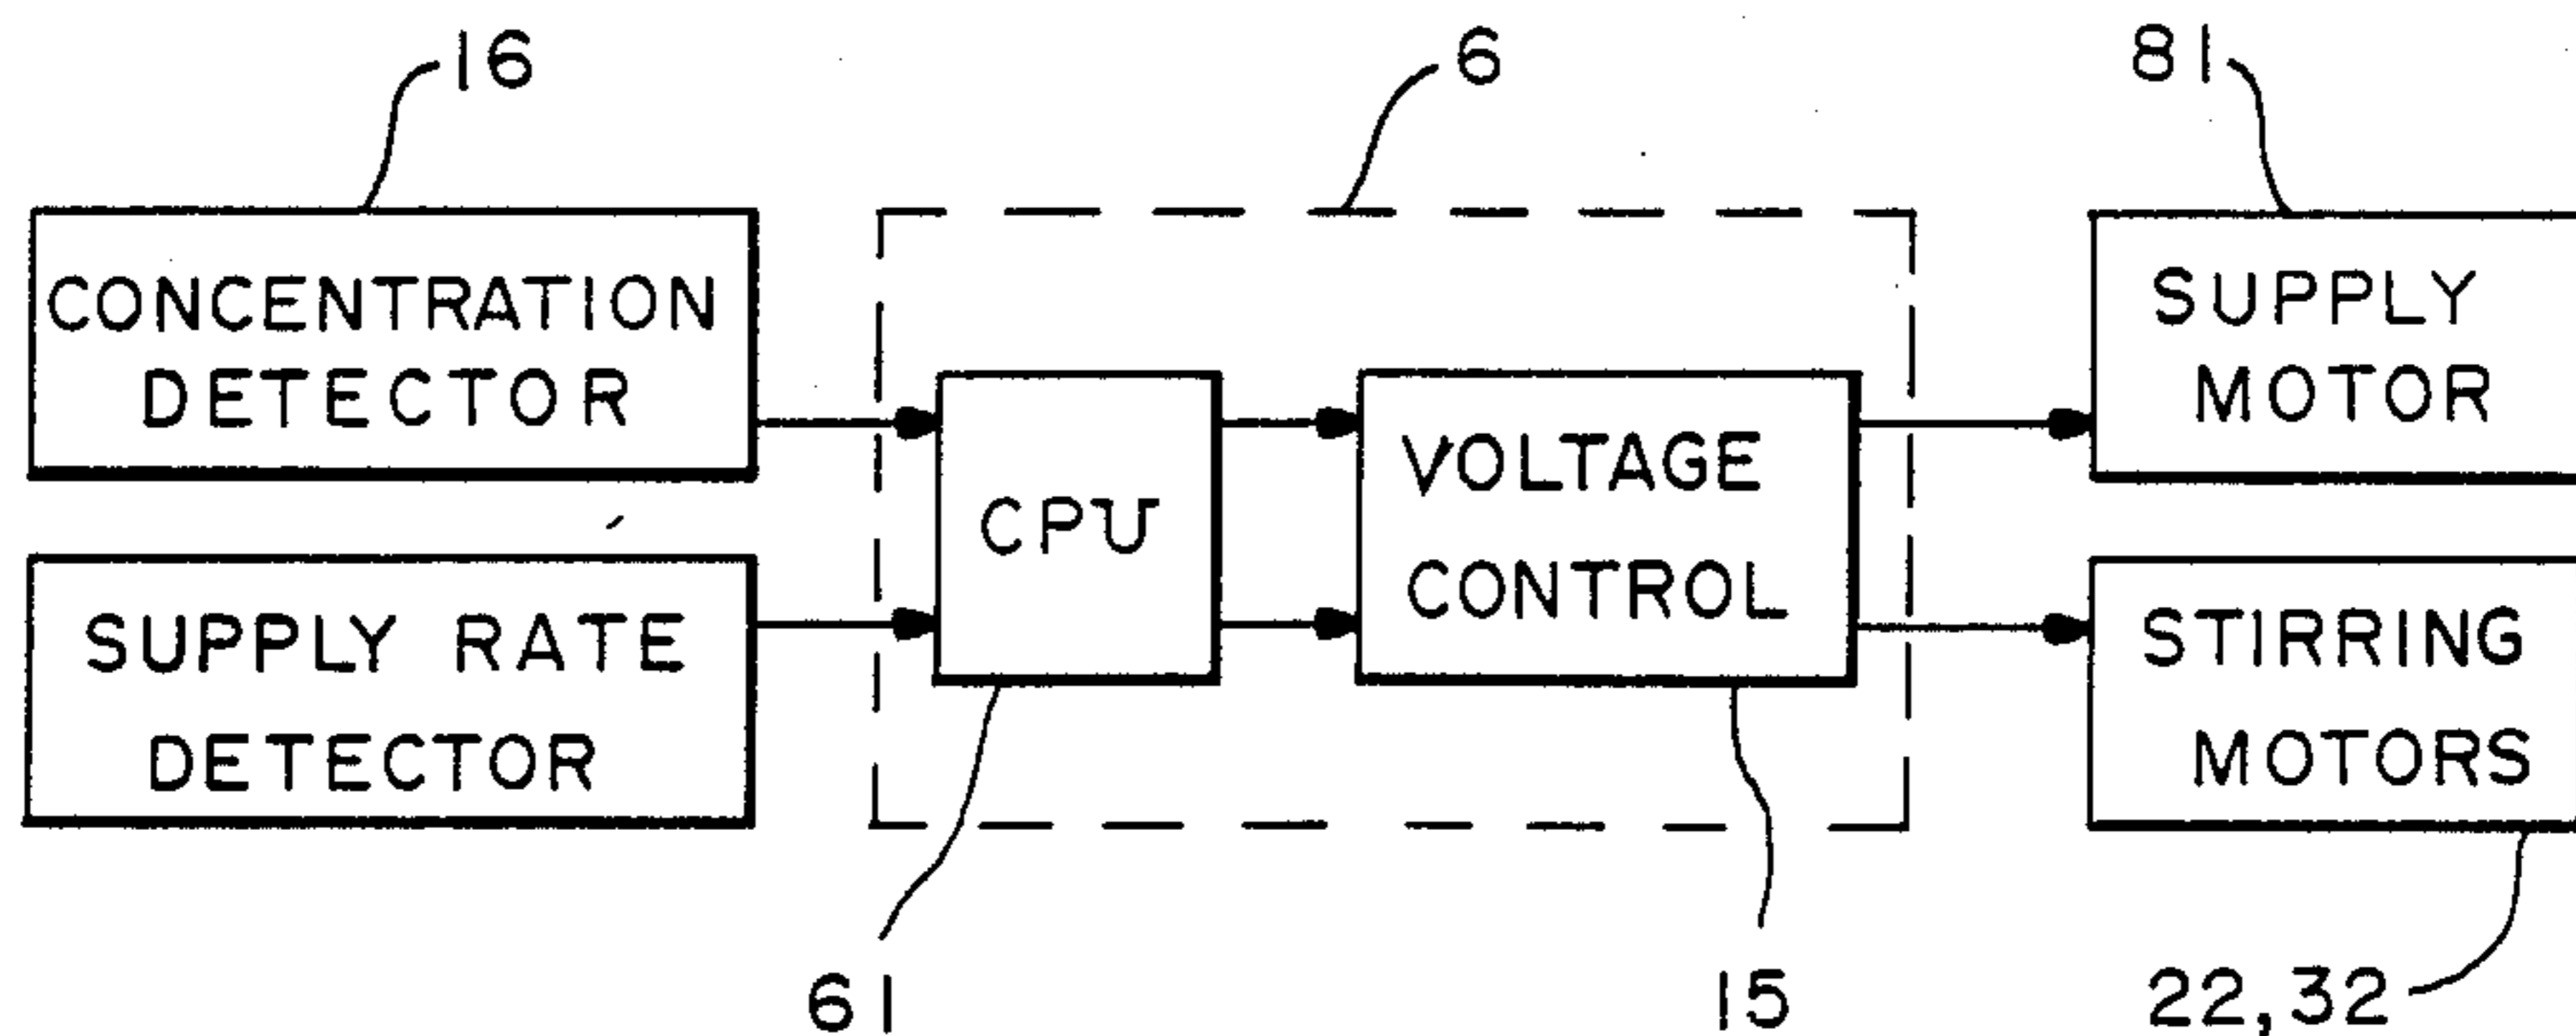 16
6
81
CONCENTRATION
DETECTOR
SUPPLY RATE
DETECTOR
CPU
VOLTAGE
CONTROL
SUPPLY
MOTOR
STIRRING
MOTORS
61
15
22,32